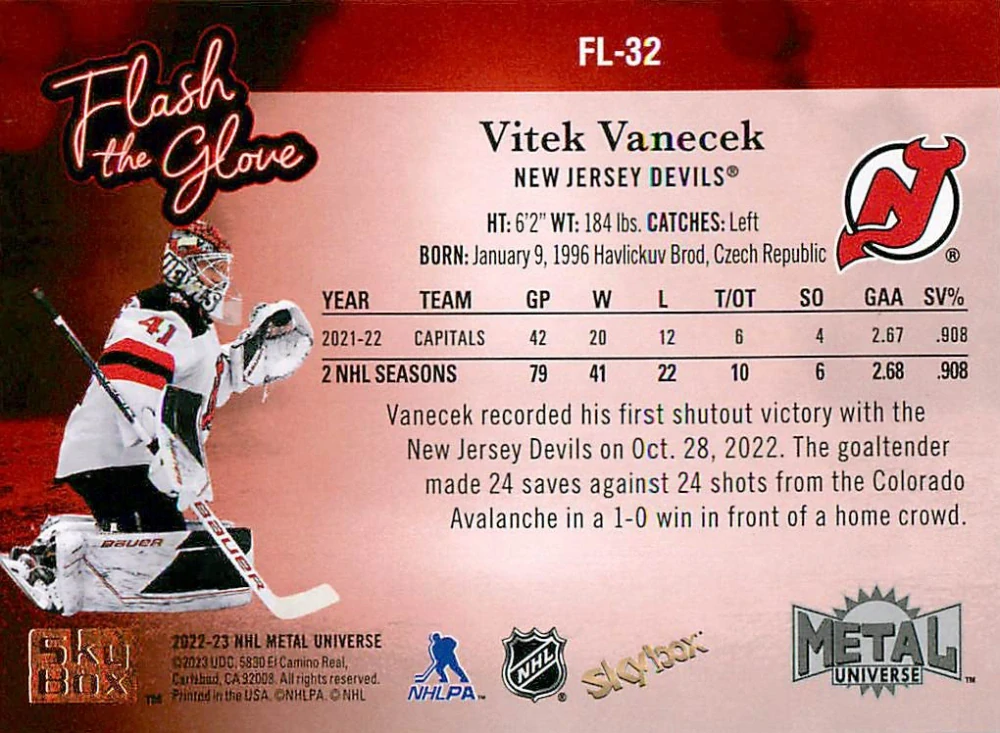 FL-32
Flash
the Glove
Vitek Vanecek
NEW JERSEY DEVILS®
HT: 6'2" WT: 184 lbs. CATCHES: Left
BORN: January 9, 1996 Havlickuv Brod, Czech Republic
®
YEAR TEAM GP W L T/OT SO GAA SV%
2021-22 CAPITALS 42 20 12 6 4 2.67 .908
2 NHL SEASONS 79 41 22 10 6 2.68 .908
41
Vanecek recorded his first shutout victory with the
New Jersey Devils on Oct. 28, 2022. The goaltender
made 24 saves against 24 shots from the Colorado
Avalanche in a 1-0 win in front of a home crowd.
BAUER
BAUER
SKY
BOX
™
2022-23 NHL METAL UNIVERSE
©2023 UDC, 5830 El Camino Real,
Carlsbad, CA 92008. All rights reserved.
Printed in the USA. ©NHLPA. © NHL
NHLPA™
NHL
®
Skybox™
METAL
UNIVERSE
™